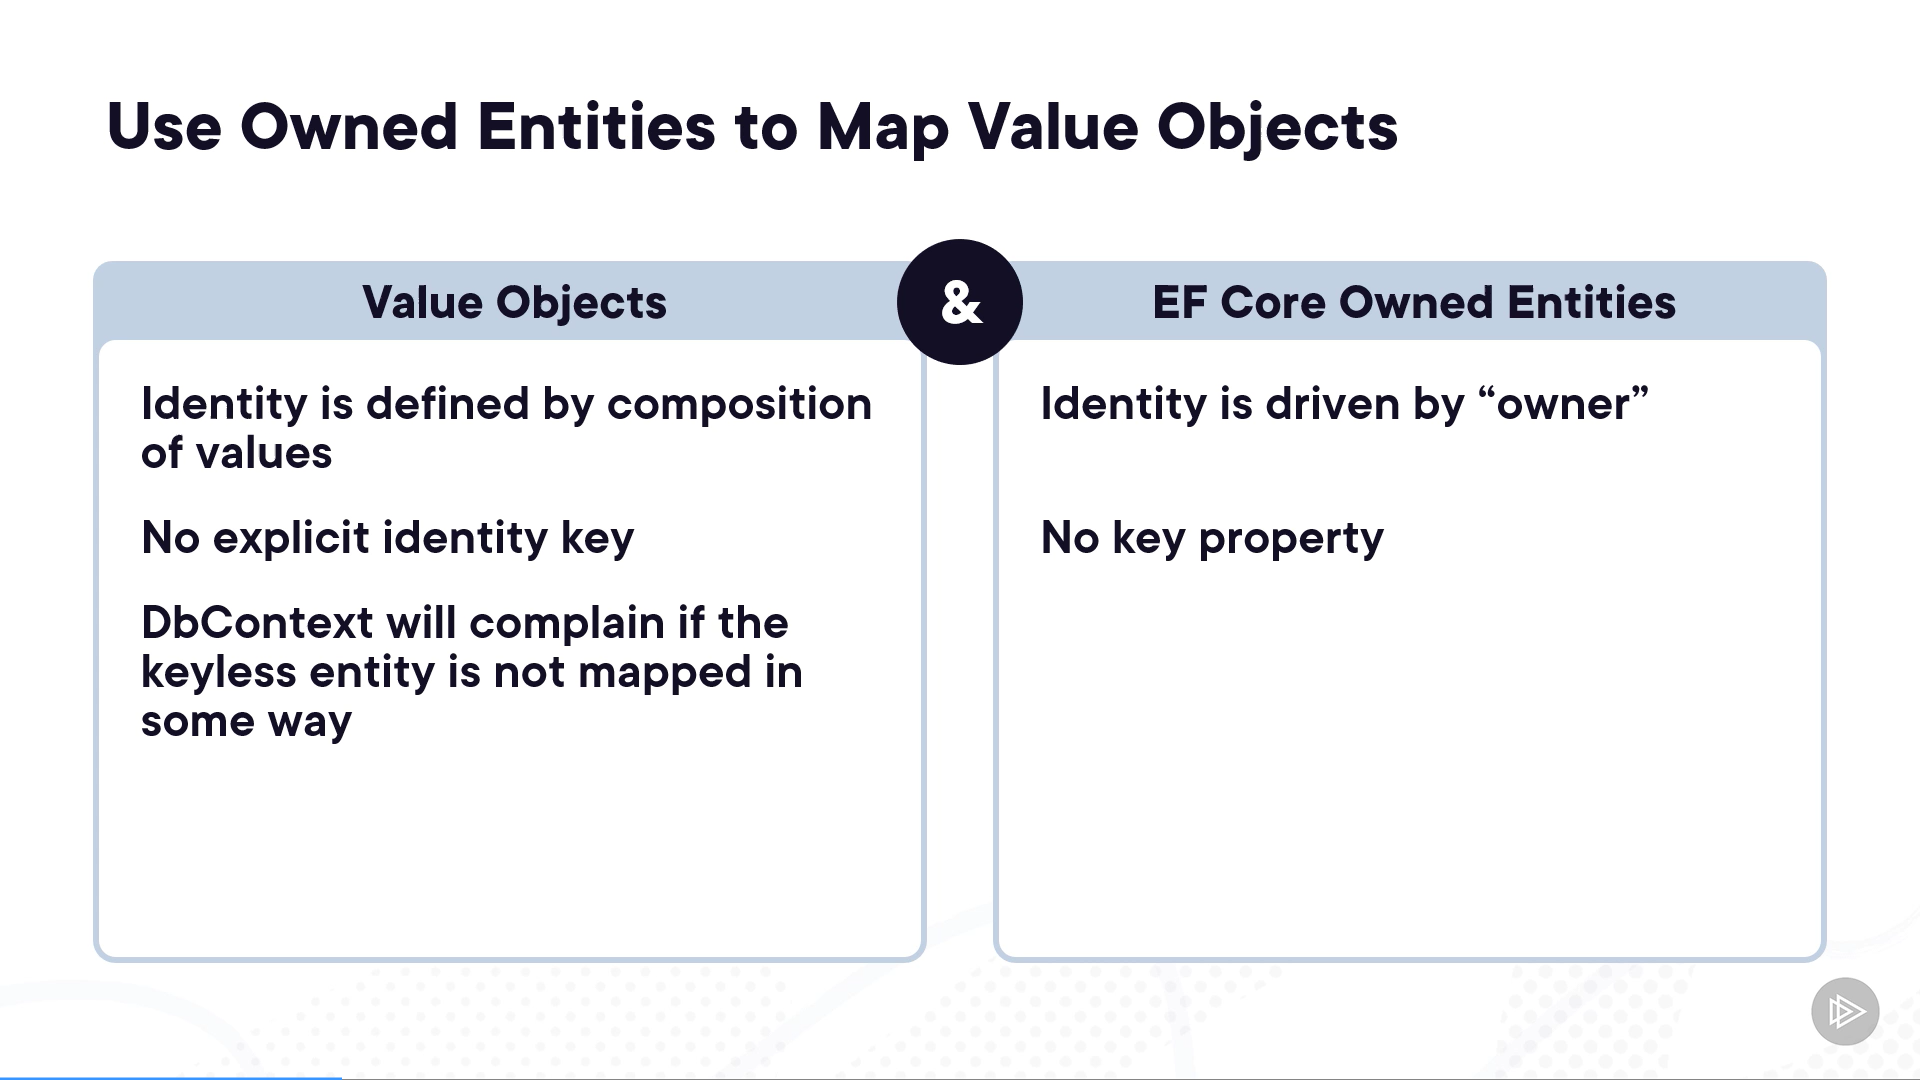 Use Owned Entities to Map Value Objects
Value Objects
&
EF Core Owned Entities
Identity is defined by composition
of values
No explicit identity key
DbContext will complain if the
keyless entity is not mapped in
some way
Identity is driven by “owner”
No key property